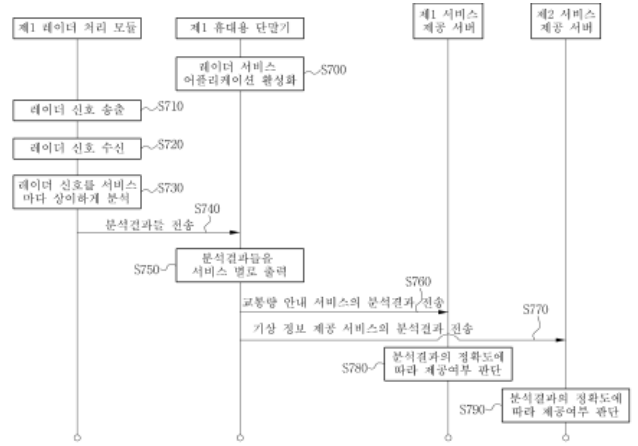 제1 레이더 처리 모듈
제1 휴대용 단말기
제1 서비스
제공 서버
제2 서비스
제공 서버
레이더 서비스
어플리케이션 활성화
S700
레이더 신호 송출
S710
레이더 신호 수신
S720
레이더 신호를 서비스
마다 상이하게 분석
S730
S740
분석결과들 전송
분석결과들을
서비스 별로 출력
S750
S760
교통량 안내 서비스의 분석결과 전송
S770
기상 정보 제공 서비스의 분석결과 전송
분석결과의 정확도에
따라 제공여부 판단
S780
분석결과의 정확도에
따라 제공여부 판단
S790